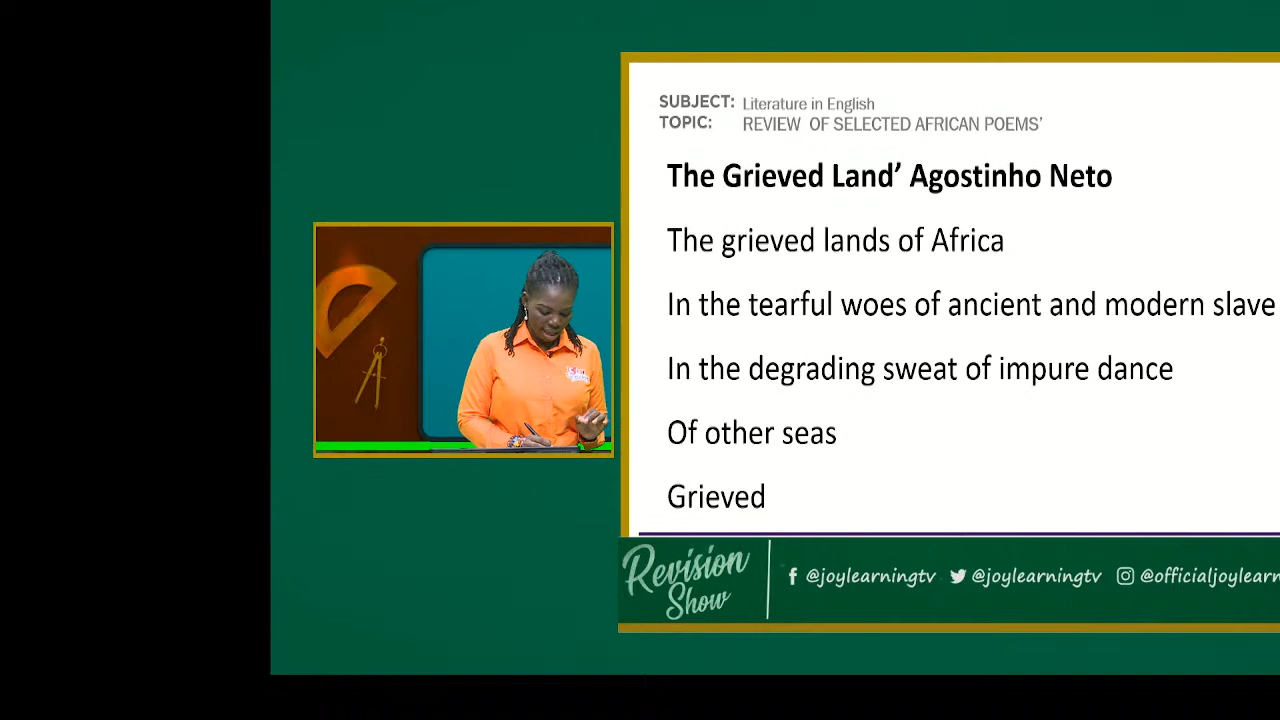 SUBJECT: Literature in English
TOPIC: REVIEW OF SELECTED AFRICAN POEMS'
The Grieved Land' Agostinho Neto
The grieved lands of Africa
In the tearful woes of ancient and modern slave
In the degrading sweat of impure dance
Of other seas
Grieved
Revision
Show
@joylearningtv @joylearningtv @officialjoylearn